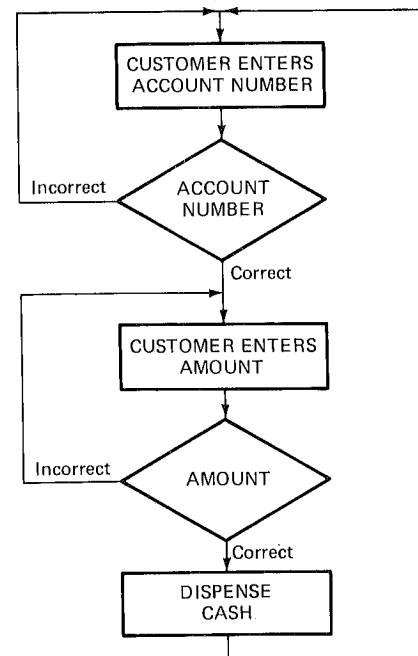 CUSTOMER ENTERS
ACCOUNT NUMBER
Incorrect
ACCOUNT
NUMBER
Correct
CUSTOMER ENTERS
AMOUNT
Incorrect
AMOUNT
Correct
DISPENSE
CASH